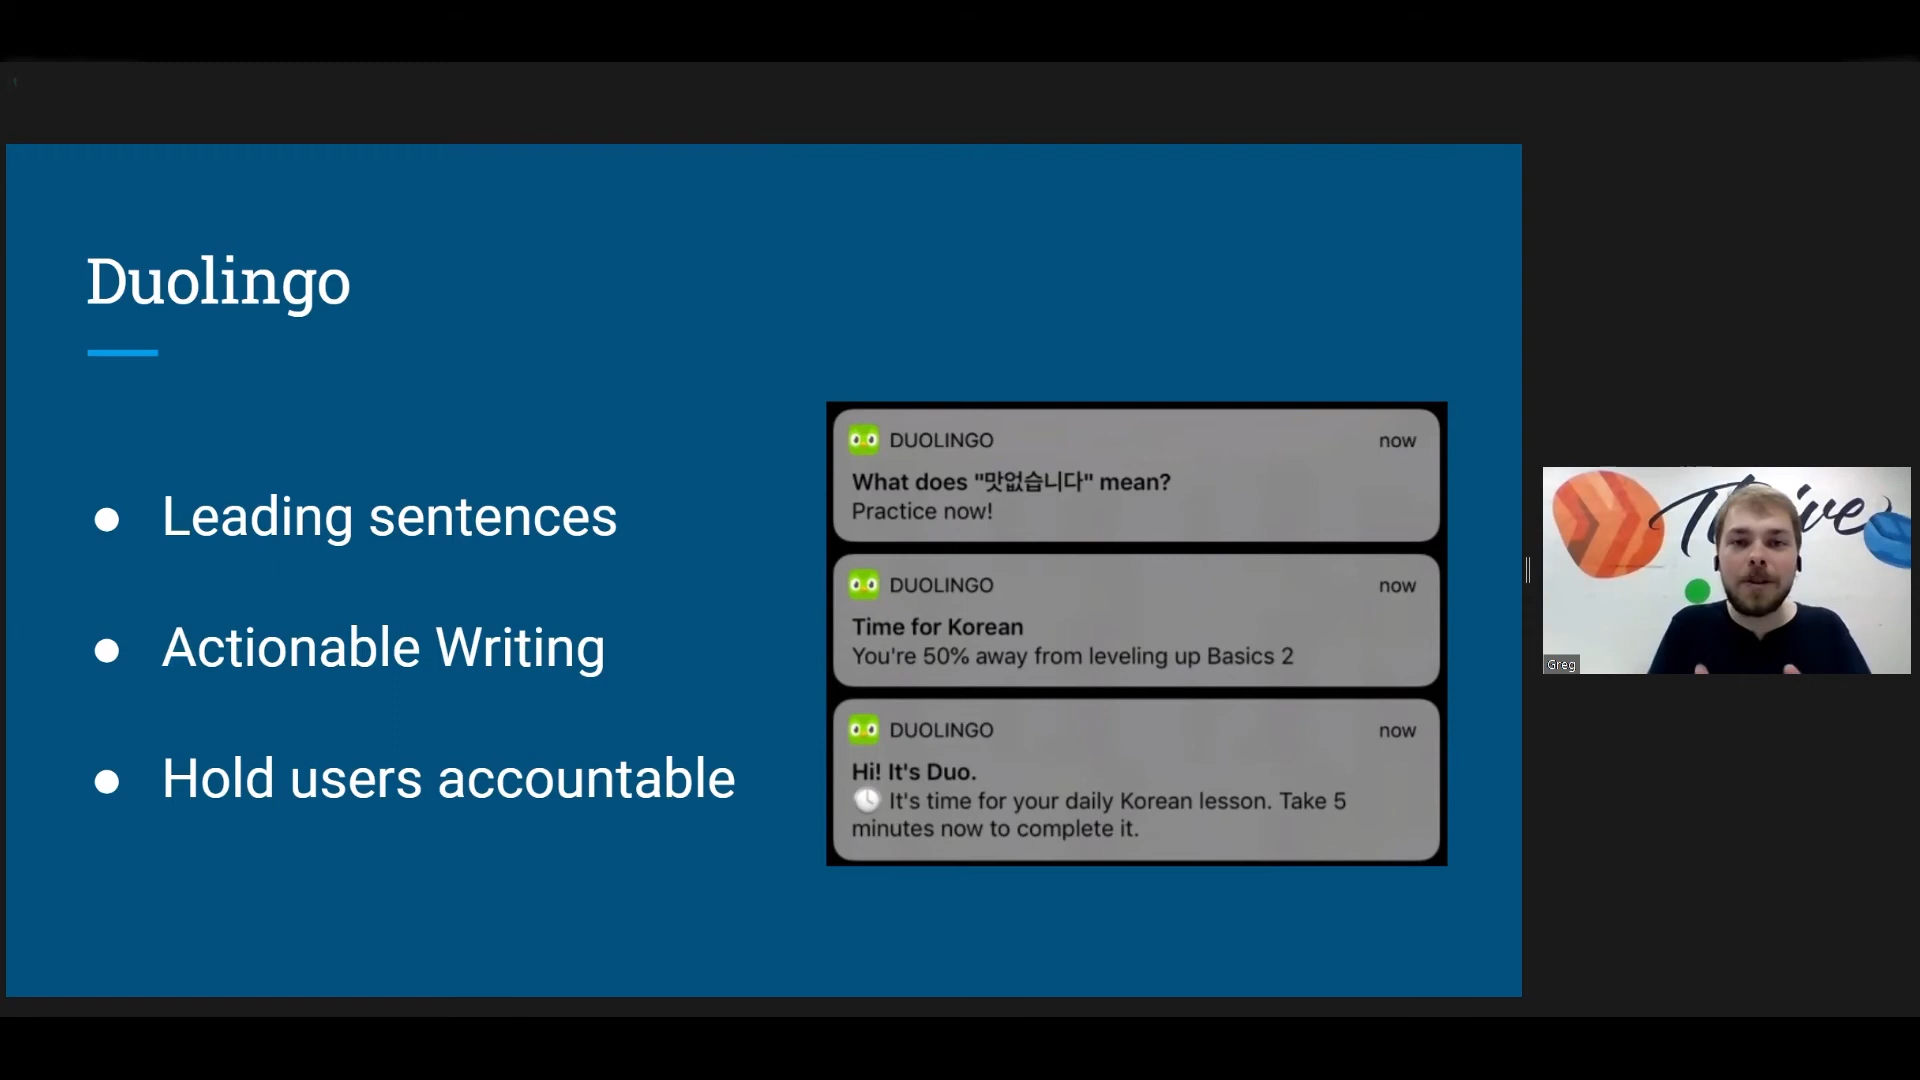 Duolingo
● Leading sentences
● Actionable Writing
● Hold users accountable
DUOLINGO now
What does "맛없습니다" mean?
Practice now!
DUOLINGO now
Time for Korean
You're 50% away from leveling up Basics 2
DUOLINGO now
Hi! It's Duo.
🕔 It's time for your daily Korean lesson. Take 5
minutes now to complete it.
Thrive
Greg